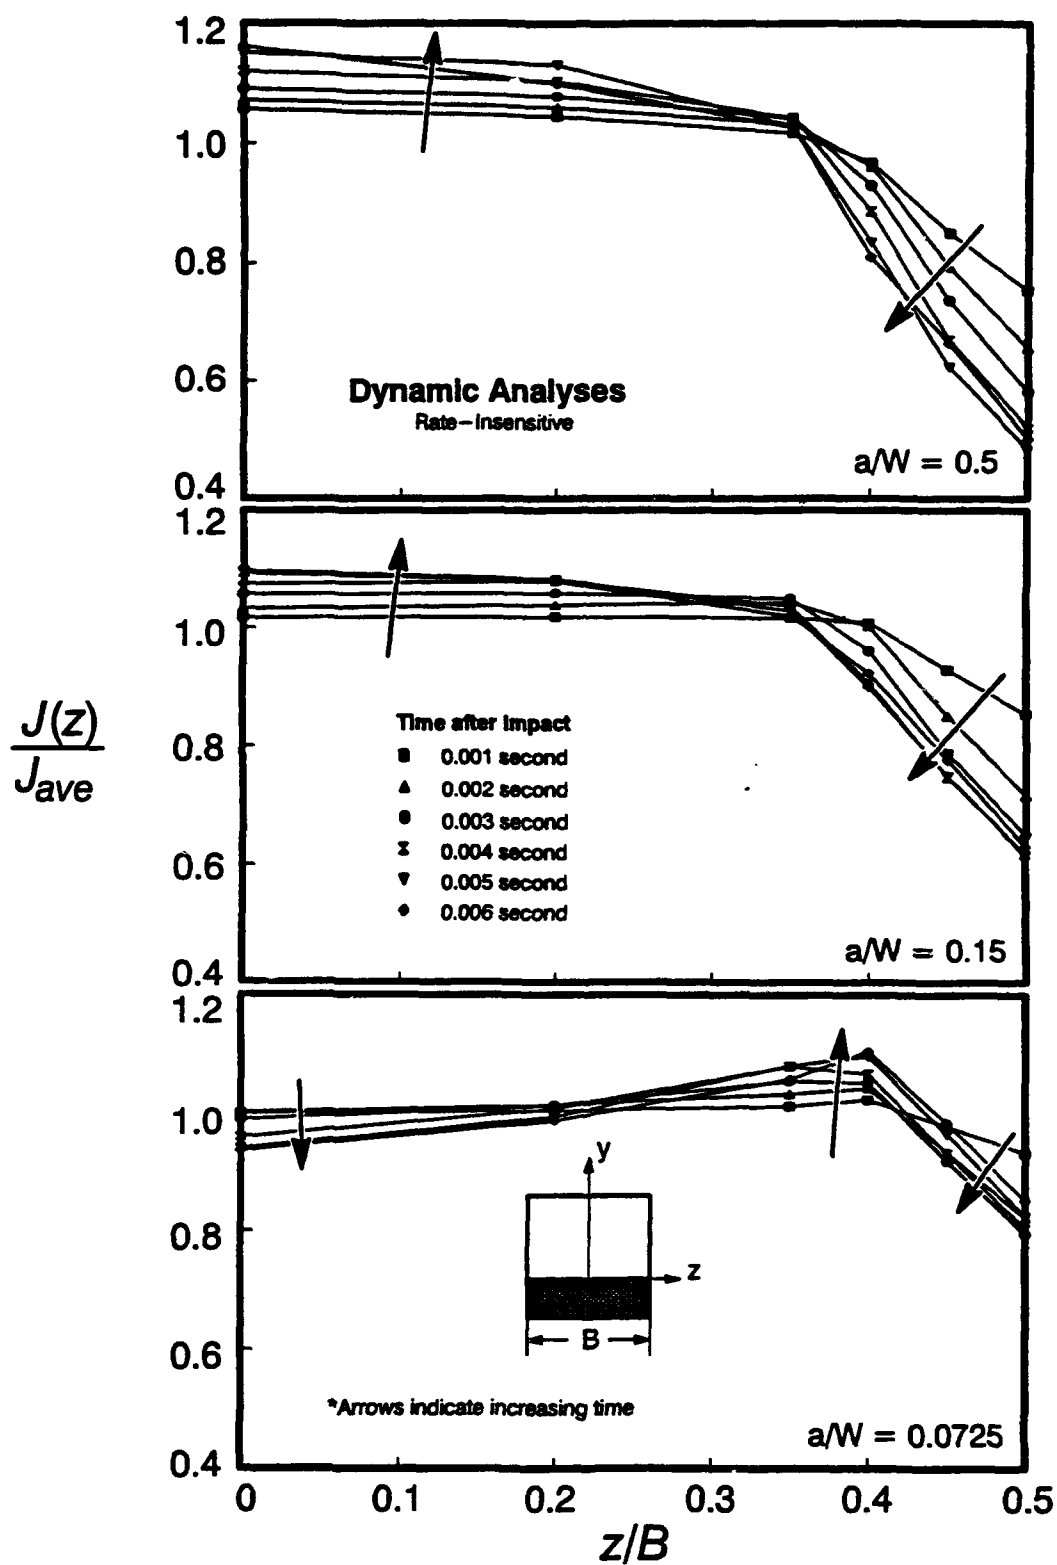 1.2
1.0
0.8
0.6
0.4
Dynamic Analyses
Rate-Insensitive
a/W = 0.5
1.2
1.0
0.8
0.6
0.4
J(z)
Jave
Time after Impact
0.001 second
0.002 second
0.003 second
0.004 second
0.005 second
0.006 second
a/W = 0.15
1.2
1.0
0.8
0.6
0.4
y
z
B
*Arrows indicate increasing time
a/W = 0.0725
0 0.1 0.2 0.3 0.4 0.5
z/B